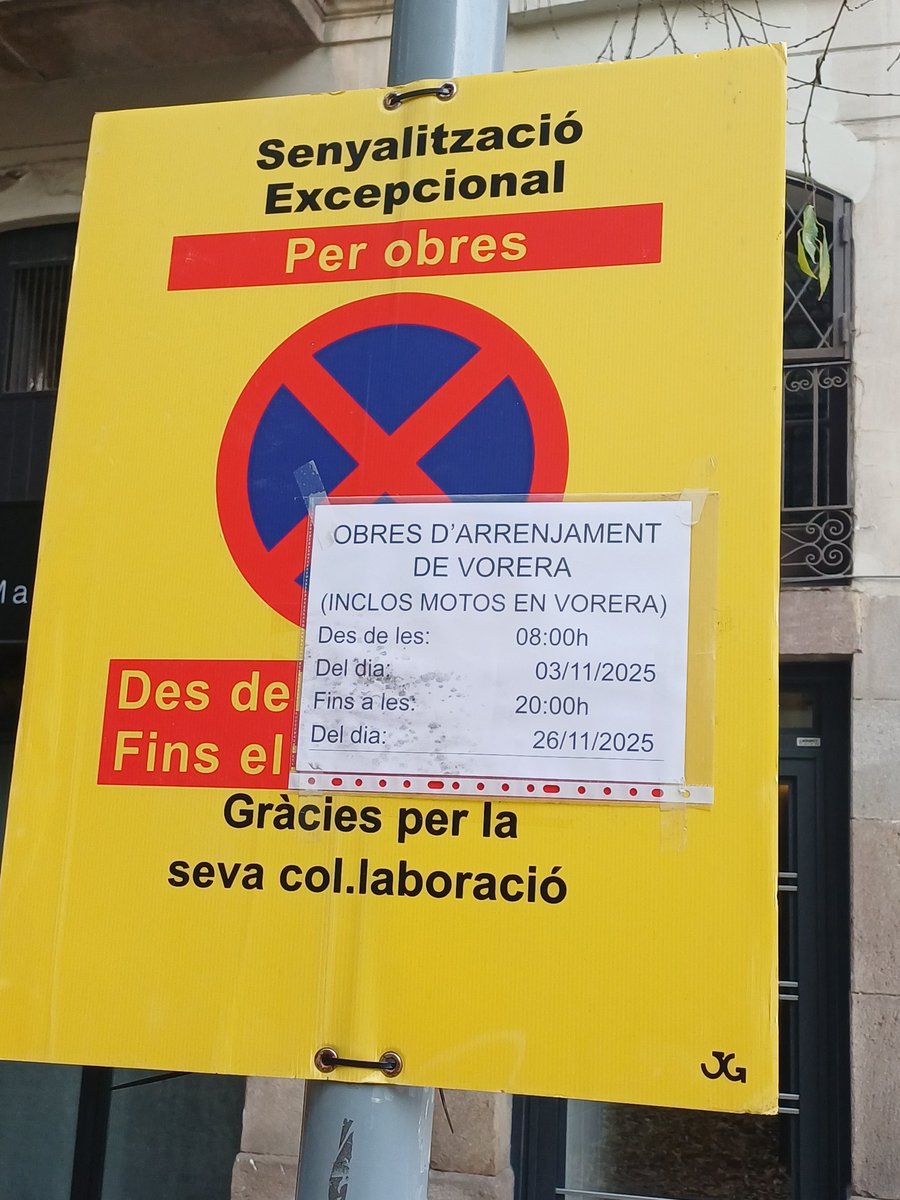 Senyalització
Excepcional
Per obres
OBRES D'ARRENJAMENT
DE VORERA
(INCLOS MOTOS EN VORERA)
Des de les: 08:00h
Del dia: 03/11/2025
Fins a les: 20:00h
Del dia: 26/11/2025
Des de
Fins el
Gràcies per la
seva col.laboració
JG
Ma